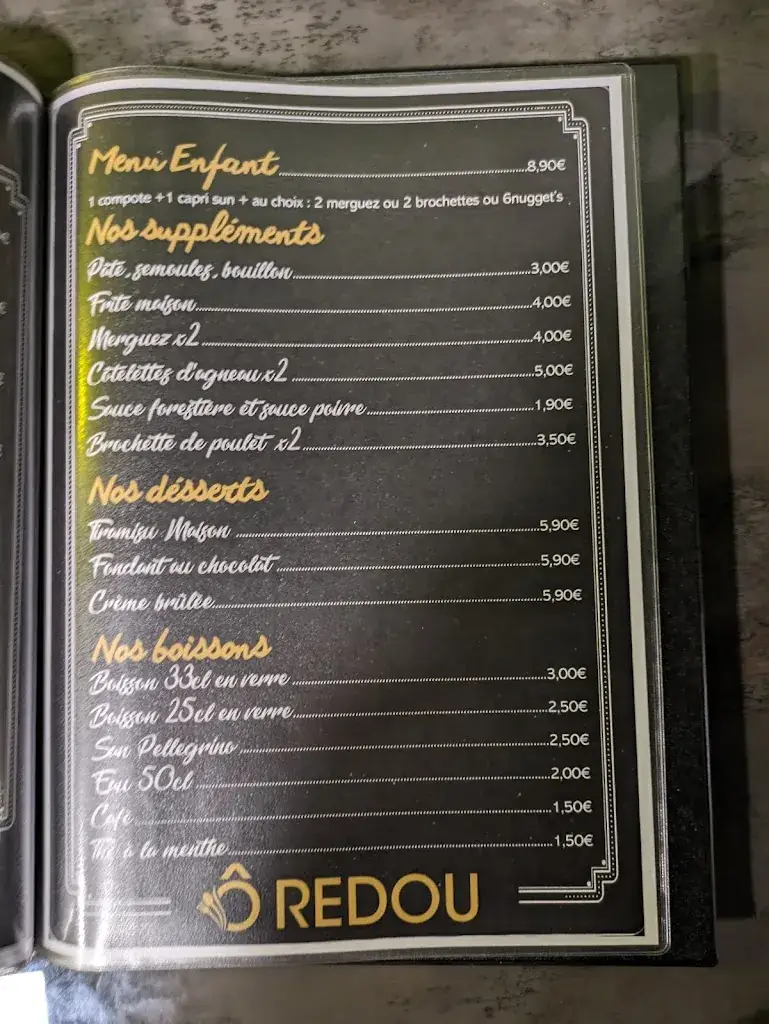 Menu Enfant 8,90€
1 compote +1 capri sun + au choix : 2 merguez ou 2 brochettes ou 6nugget's .
Nos suppléments
Pâte, semoules, bouillon 3,00€
Frite maison 4,00€
Merguez x2 4,00€
Côtelettes d'agneau x2 5,00€
Sauce forestière et sauce poivre 1,90€
Brochette de poulet x2 3,50€
Nos désserts
Tiramisu Maison 5,90€
Fondant au chocolat 5,90€
Crème brûlée 5,90€
Nos boissons
Boisson 33cl en verre 3,00€
Boisson 25cl en verre 2,50€
San Pellegrino 2,50€
Eau 50cl 2,00€
Café 1,50€
Thé a la menthe 1,50€
Ô REDOU